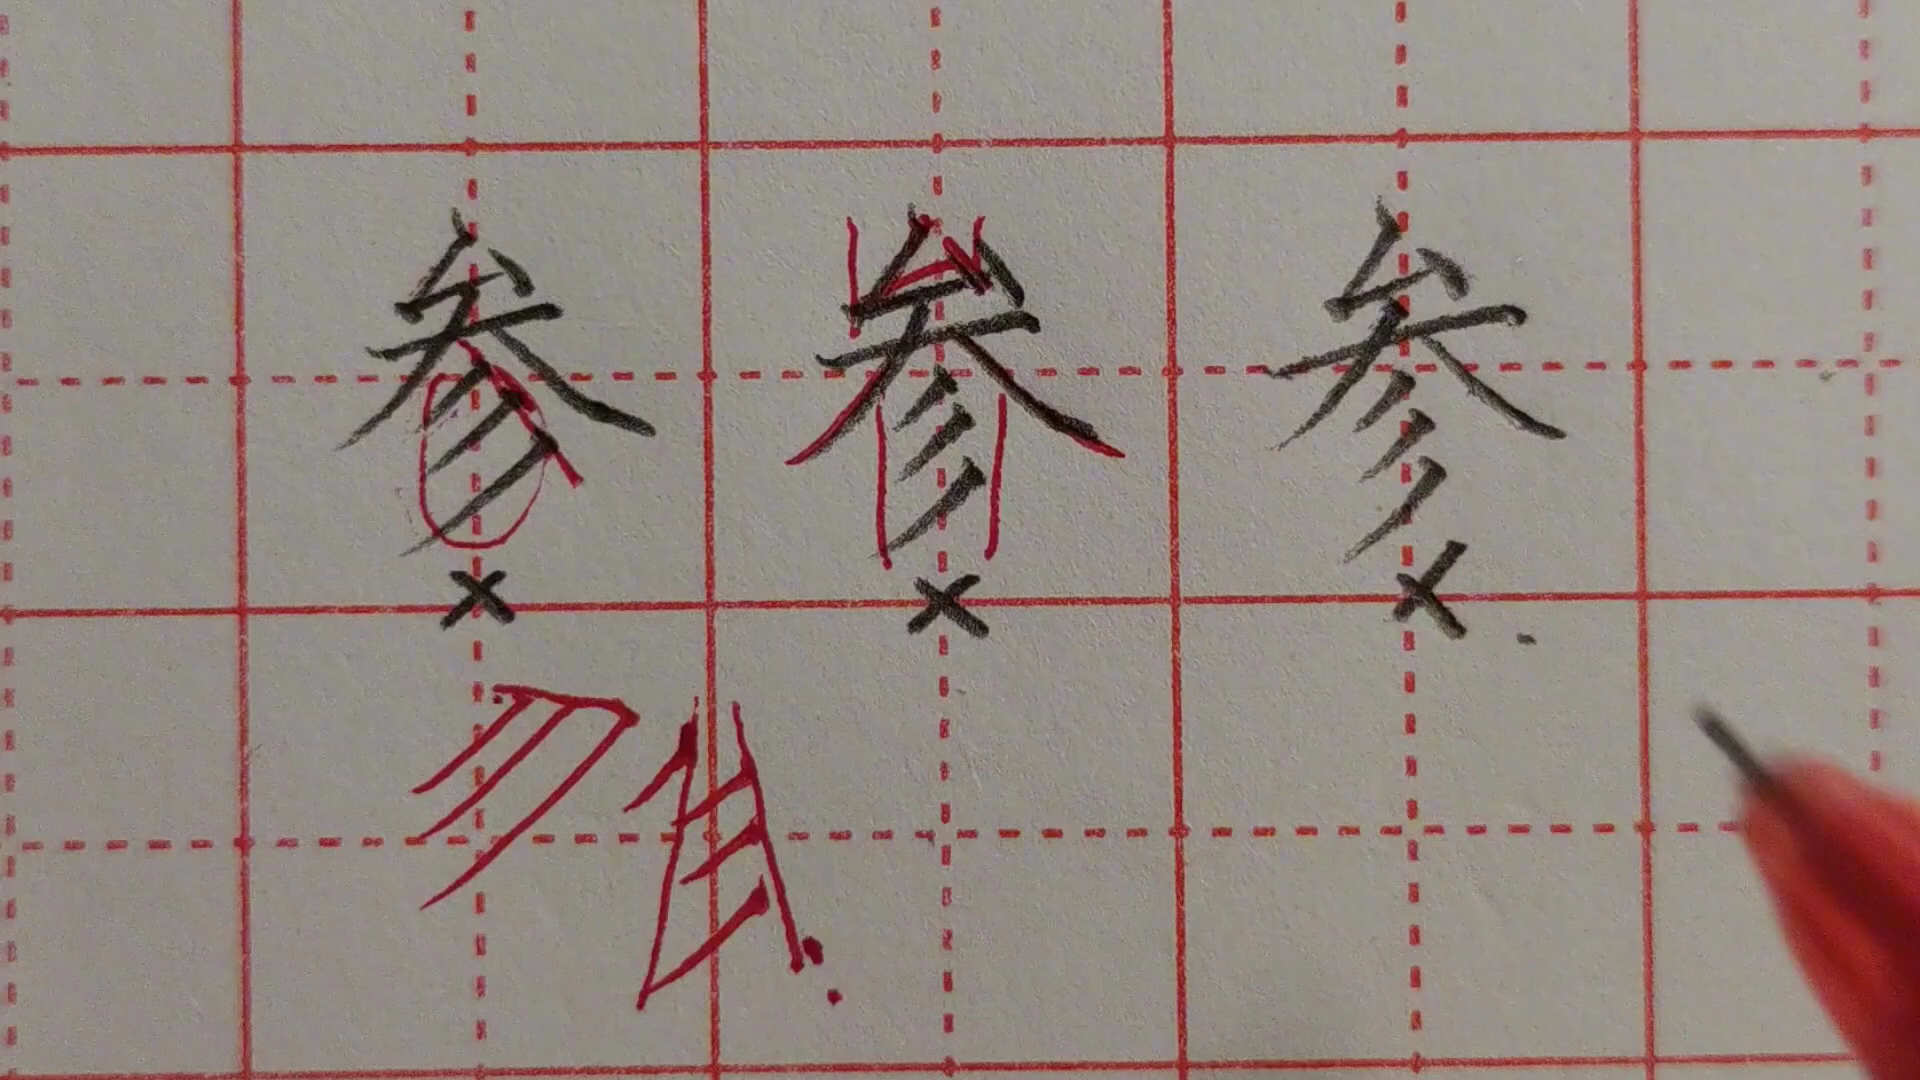 参 参 参
× × ×